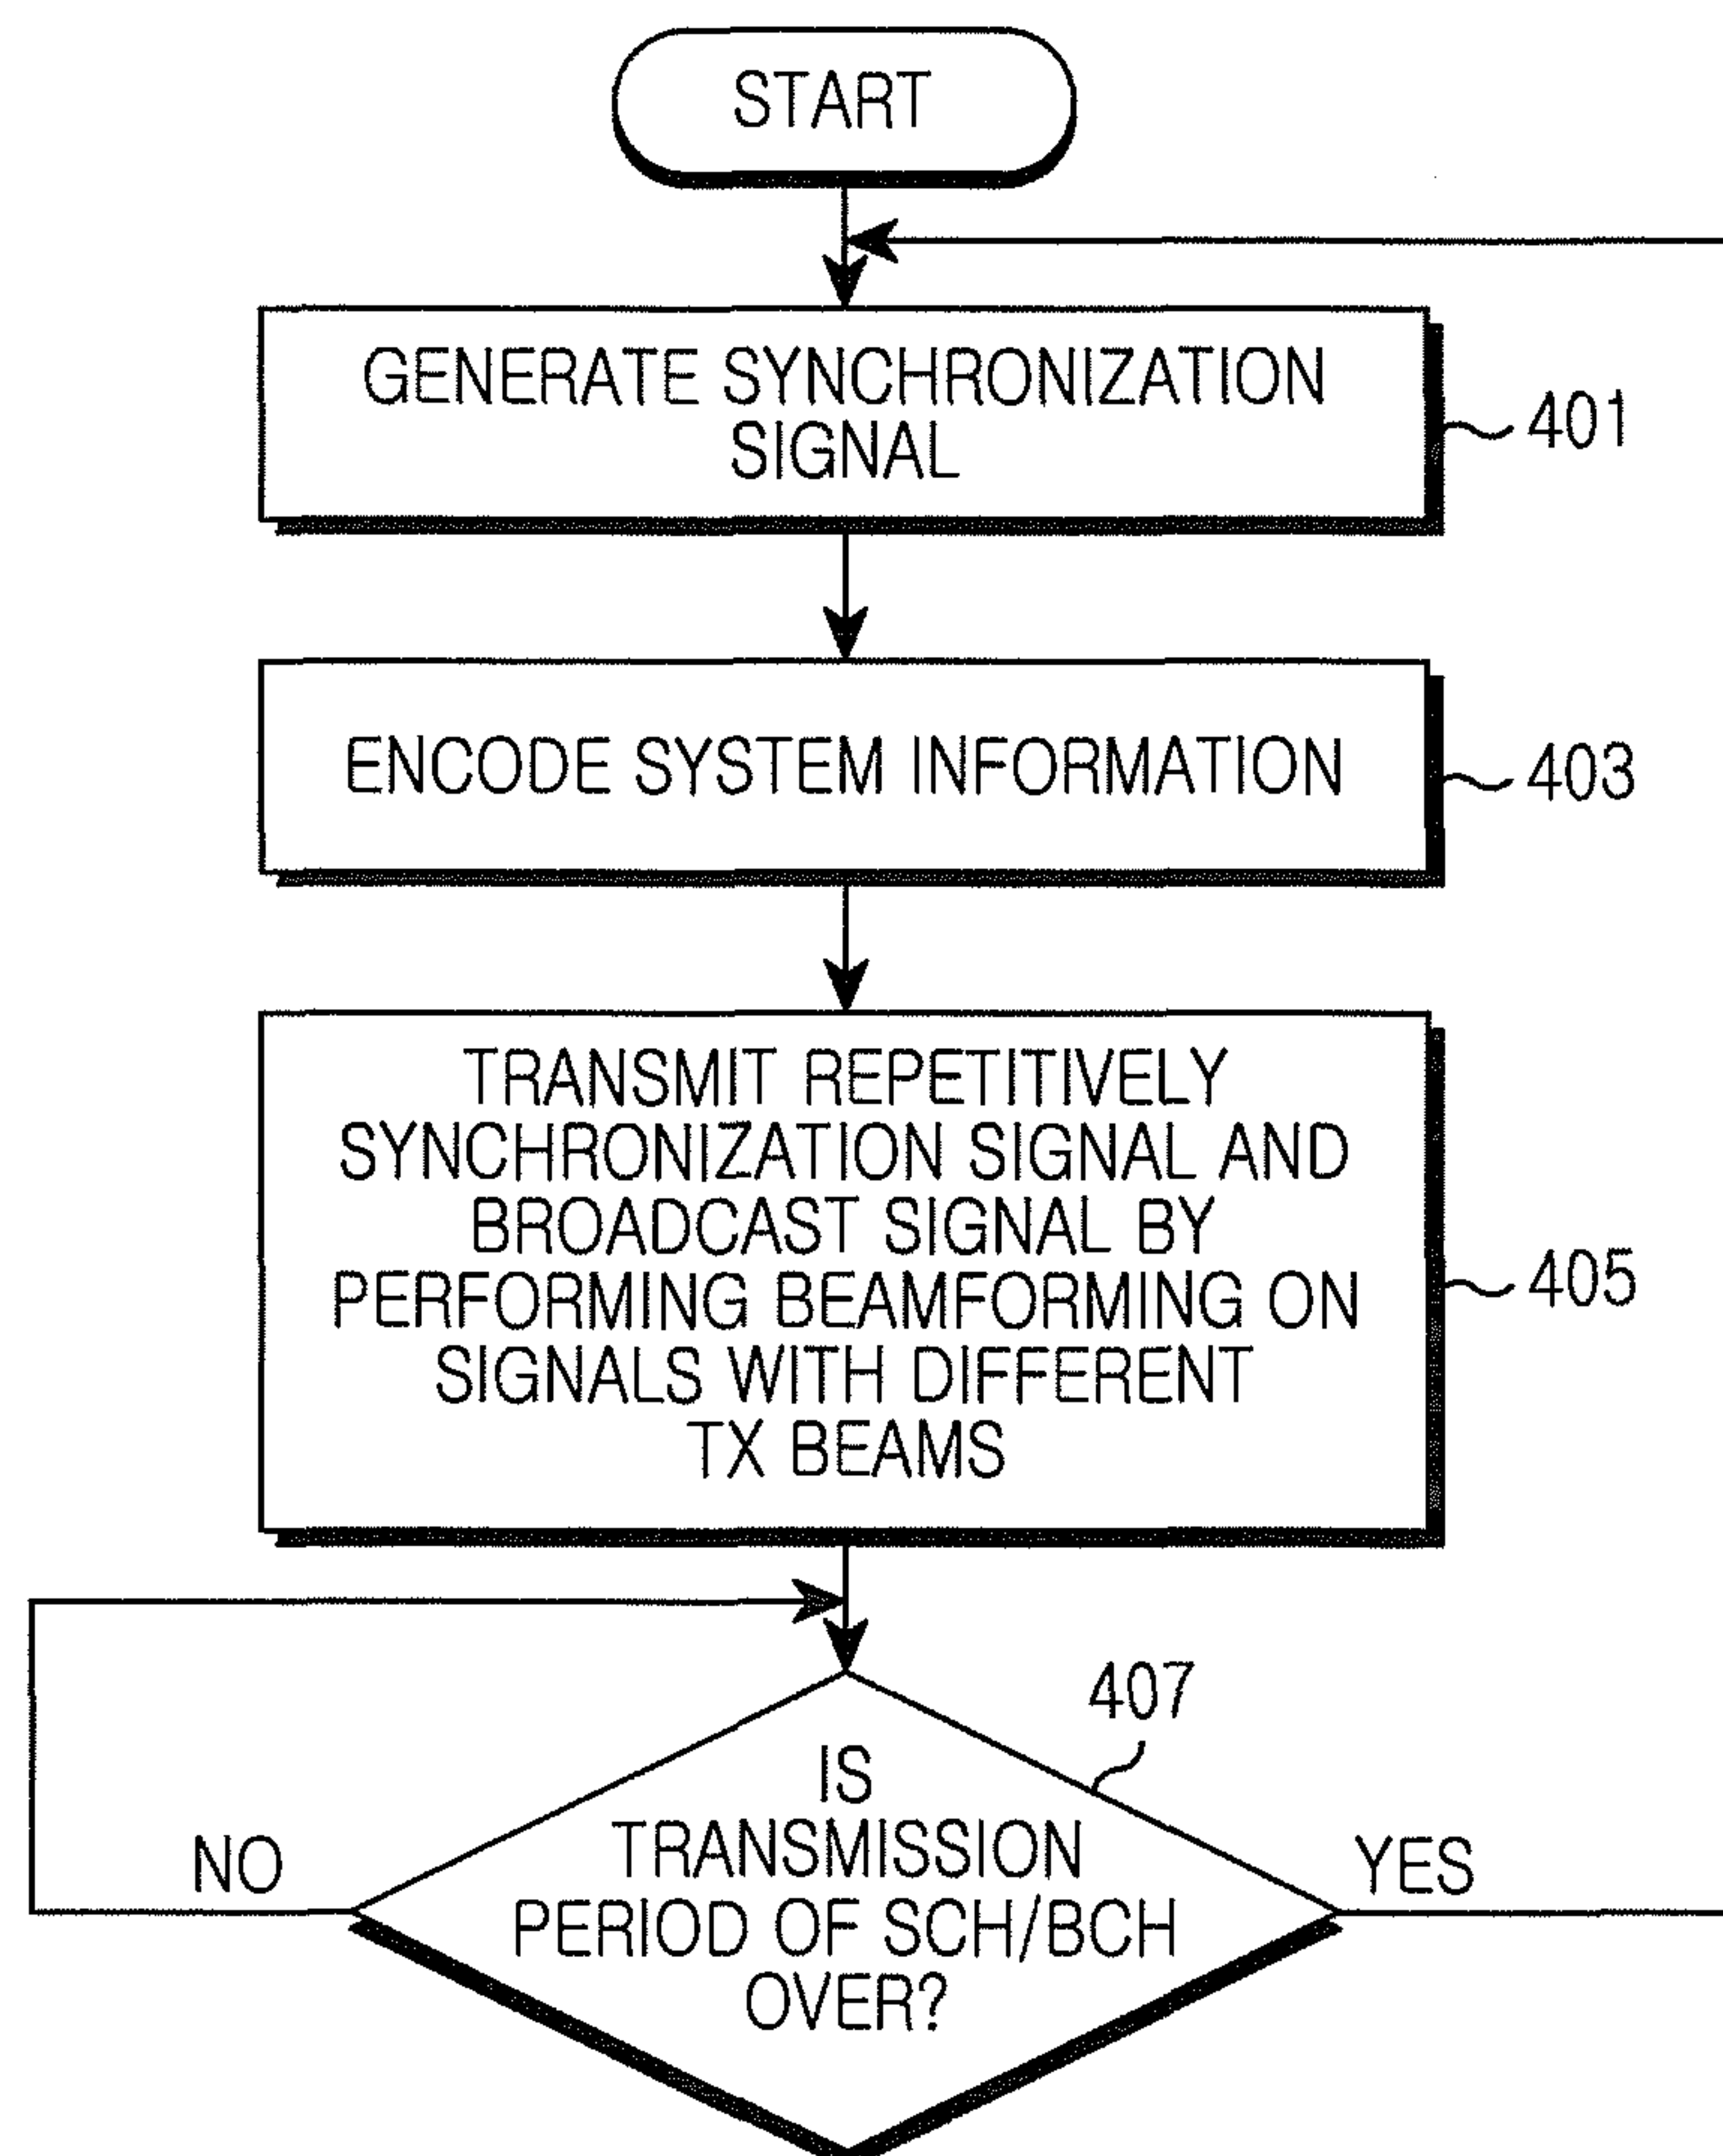 START
GENERATE SYNCHRONIZATION
SIGNAL
401
ENCODE SYSTEM INFORMATION
403
TRANSMIT REPETITIVELY
SYNCHRONIZATION SIGNAL AND
BROADCAST SIGNAL BY
PERFORMING BEAMFORMING ON
SIGNALS WITH DIFFERENT
TX BEAMS
405
407
IS
TRANSMISSION
PERIOD OF SCH/BCH
OVER?
NO
YES